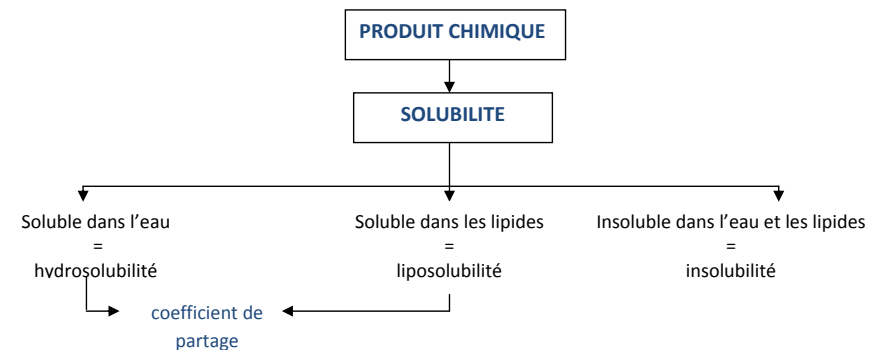 PRODUIT CHIMIQUE
SOLUBILITE
Soluble dans l’eau
=
hydrosolubilité
Soluble dans les lipides
=
liposolubilité
Insoluble dans l’eau et les lipides
=
insolubilité
coefficient de
partage